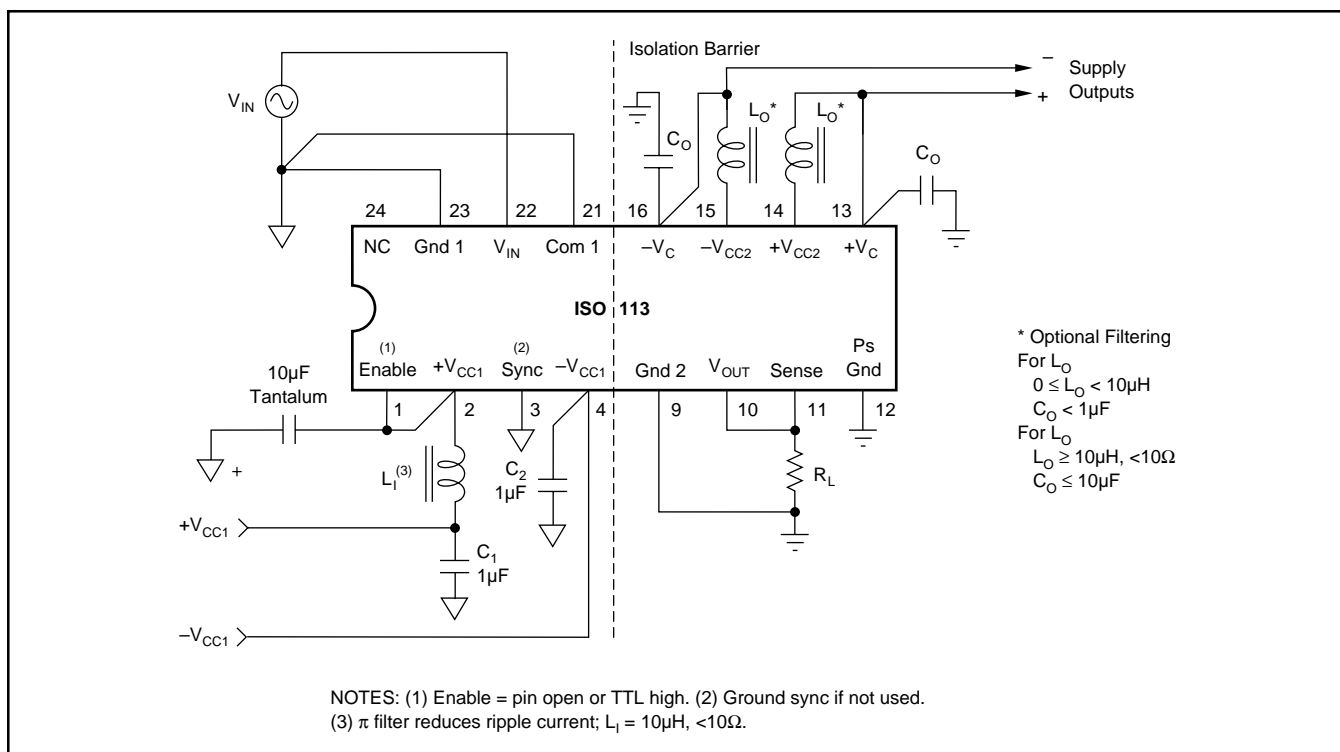 Isolation Barrier
– Supply
+ Outputs
V_IN
C_O
L_O*
L_O*
C_O
24 23 22 21 16 15 14 13
NC Gnd 1 V_IN Com 1 –V_C –V_CC2 +V_CC2 +V_C
ISO 113
(1) (2) Ps
Enable +V_CC1 Sync –V_CC1 Gnd 2 V_OUT Sense Gnd
1 2 3 4 9 10 11 12
10µF
Tantalum
+
L_I(3)
C_2
1µF
R_L
+V_CC1
C_1
1µF
–V_CC1
* Optional Filtering
For L_O
0 ≤ L_O < 10µH
C_O < 1µF
For L_O
L_O ≥ 10µH, <10Ω
C_O ≤ 10µF
NOTES: (1) Enable = pin open or TTL high. (2) Ground sync if not used.
(3) π filter reduces ripple current; L_I = 10µH, <10Ω.